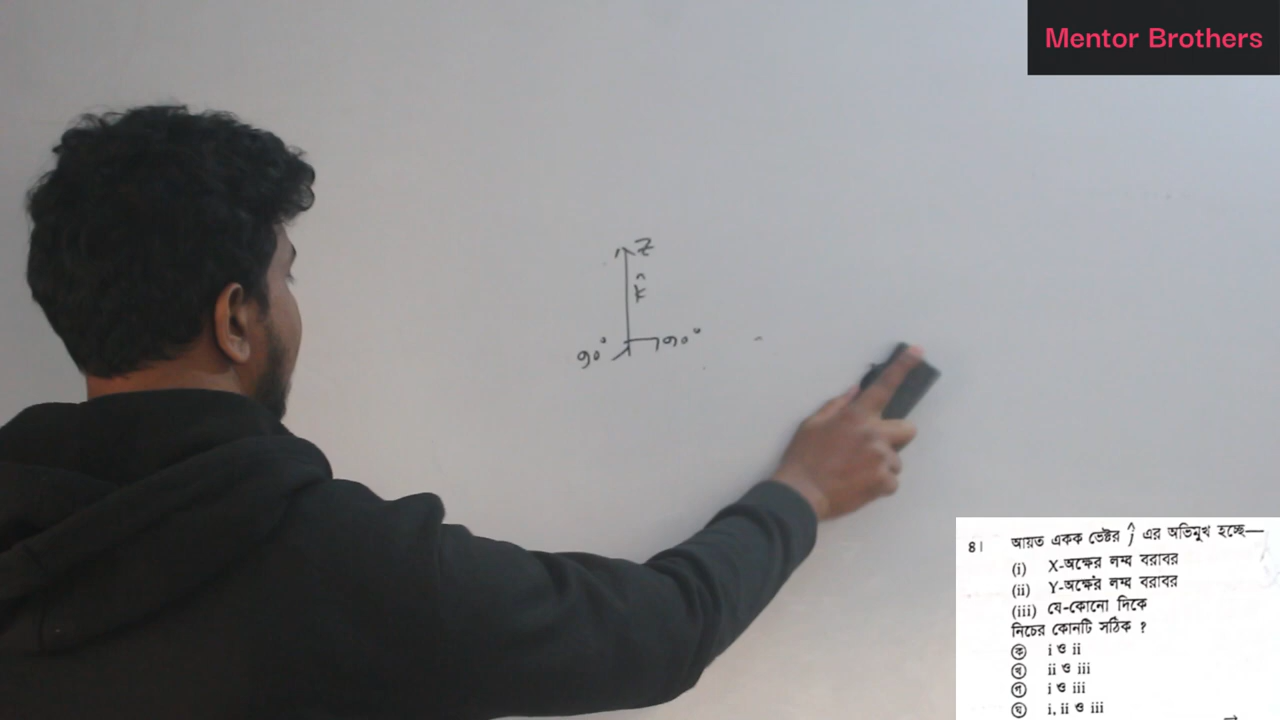 Mentor Brothers
Z
k̂
90° 90°
৪। আয়ত একক ভেক্টর ĵ এর অভিমুখ হচ্ছে—
(i) X-অক্ষের লম্ব বরাবর
(ii) Y-অক্ষের লম্ব বরাবর
(iii) যে-কোনো দিকে
নিচের কোনটি সঠিক ?
ক i ও ii
খ ii ও iii
গ i ও iii
ঘ i, ii ও iii